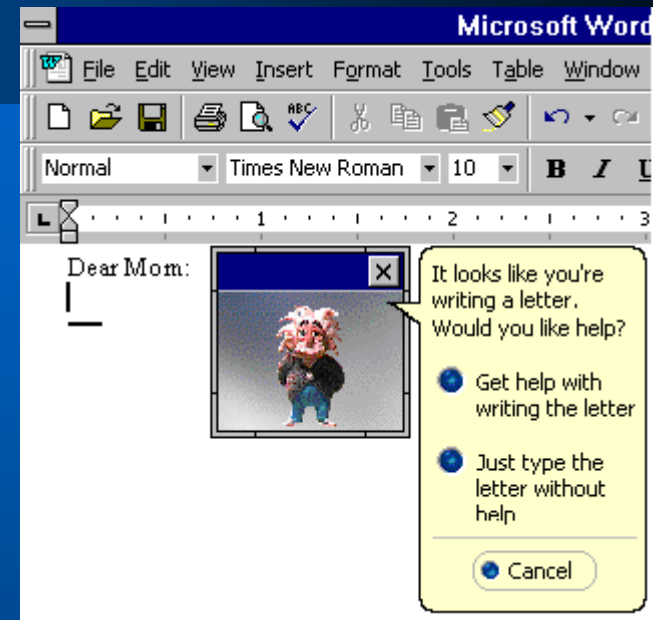 Microsoft Word
File Edit View Insert Format Tools Table Window
ABC
Normal Times New Roman 10 B I U
1 2 3
Dear Mom:
It looks like you're
writing a letter.
Would you like help?
Get help with
writing the letter
Just type the
letter without
help
Cancel